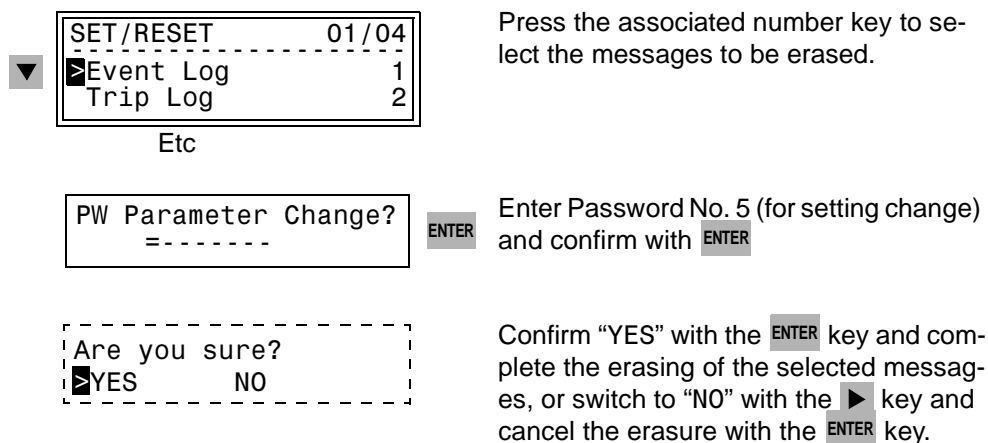 SET/RESET 01/04
--------------------
▼
>Event Log 1
Trip Log 2
Etc
Press the associated number key to se-
lect the messages to be erased.
PW Parameter Change?
=-------
ENTER
Enter Password No. 5 (for setting change)
and confirm with ENTER
Are you sure?
>YES NO
Confirm “YES” with the ENTER key and com-
plete the erasing of the selected messag-
es, or switch to “NO” with the ▶ key and
cancel the erasure with the ENTER key.